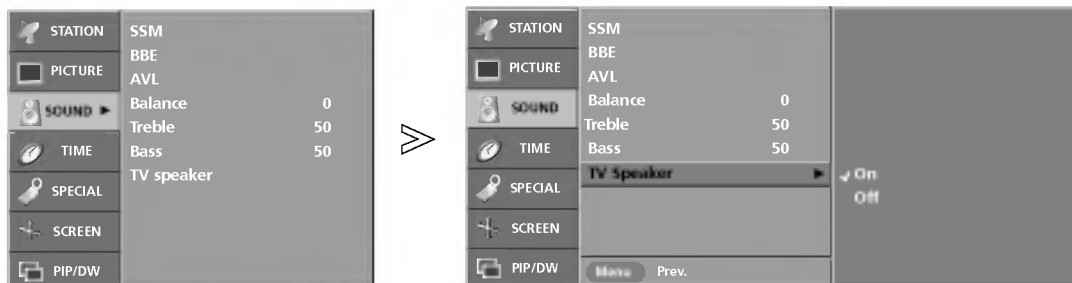 STATION
PICTURE
SOUND ►
TIME
SPECIAL
SCREEN
PIP/DW
SSM
BBE
AVL
Balance 0
Treble 50
Bass 50
TV speaker
STATION
PICTURE
SOUND
TIME
SPECIAL
SCREEN
PIP/DW
SSM
BBE
AVL
Balance 0
Treble 50
Bass 50
TV Speaker ►
Menu Prev.
✓ On
Off